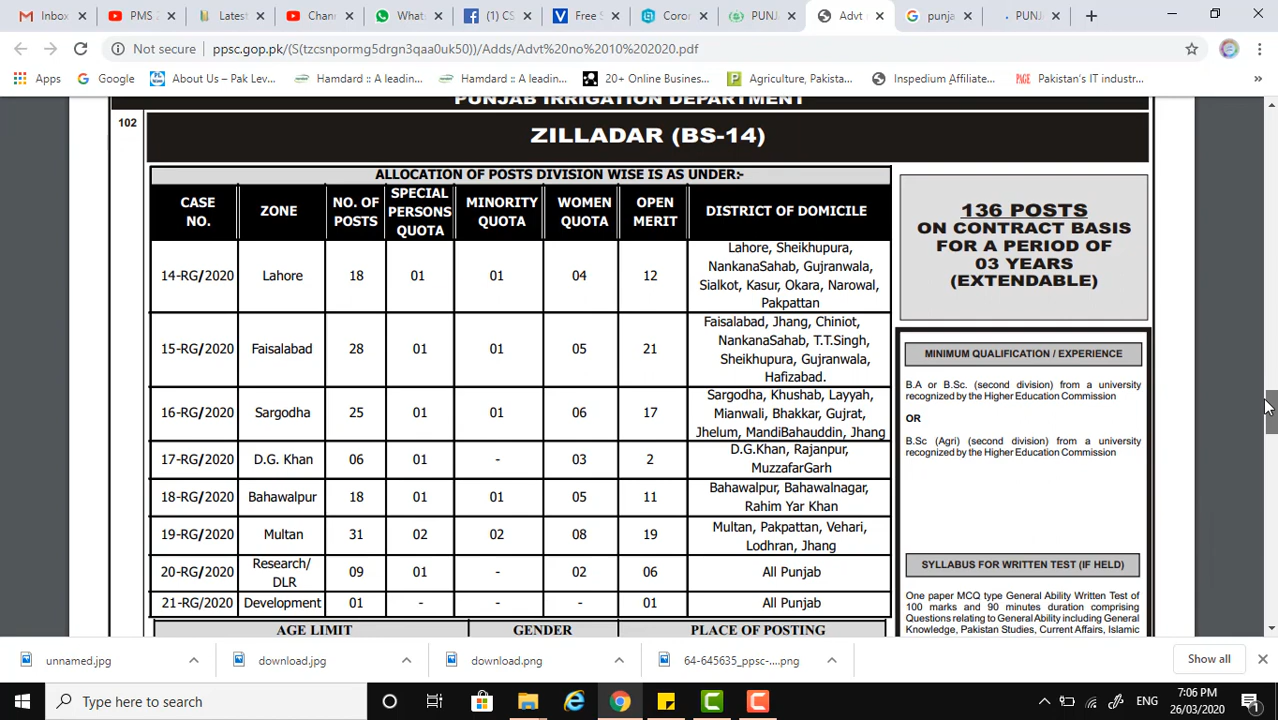 Inbox
PMS 2
Latest
Chann
Whats
(1) CS
Free S
Coron
PUNJ
Advt
punja
PUNJ
Not secure
ppsc.gop.pk/(S(tzcsnpormg5drgn3qaa0uk50))/Adds/Advt%20no%2010%202020.pdf
Apps
Google
About Us – Pak Lev...
Hamdard :: A leadin...
Hamdard :: A leadin...
20+ Online Business...
Agriculture, Pakista...
Inspedium Affiliate...
Pakistan's IT industr...
»
PUNJAB IRRIGATION DEPARTMENT
102
ZILLADAR (BS-14)
ALLOCATION OF POSTS DIVISION WISE IS AS UNDER:-
CASE NO. ZONE NO. OF POSTS SPECIAL PERSONS QUOTA MINORITY QUOTA WOMEN QUOTA OPEN MERIT DISTRICT OF DOMICILE
14-RG/2020 Lahore 18 01 01 04 12 Lahore, Sheikhupura,
NankanaSahab, Gujranwala,
Sialkot, Kasur, Okara, Narowal,
Pakpattan
15-RG/2020 Faisalabad 28 01 01 05 21 Faisalabad, Jhang, Chiniot,
NankanaSahab, T.T.Singh,
Sheikhupura, Gujranwala,
Hafizabad.
16-RG/2020 Sargodha 25 01 01 06 17 Sargodha, Khushab, Layyah,
Mianwali, Bhakkar, Gujrat,
Jhelum, MandiBahauddin, Jhang
17-RG/2020 D.G. Khan 06 01 - 03 2 D.G.Khan, Rajanpur,
MuzzafarGarh
18-RG/2020 Bahawalpur 18 01 01 05 11 Bahawalpur, Bahawalnagar,
Rahim Yar Khan
19-RG/2020 Multan 31 02 02 08 19 Multan, Pakpattan, Vehari,
Lodhran, Jhang
20-RG/2020 Research/ DLR 09 01 - 02 06 All Punjab
21-RG/2020 Development 01 - - - 01 All Punjab
AGE LIMIT GENDER PLACE OF POSTING
136 POSTS
ON CONTRACT BASIS
FOR A PERIOD OF
03 YEARS
(EXTENDABLE)
MINIMUM QUALIFICATION / EXPERIENCE
B.A or B.Sc. (second division) from a university
recognized by the Higher Education Commission
OR
B.Sc (Agri) (second division) from a university
recognized by the Higher Education Commission
SYLLABUS FOR WRITTEN TEST (IF HELD)
One paper MCQ type General Ability Written Test of
100 marks and 90 minutes duration comprising
Questions relating to General Ability including General
Knowledge, Pakistan Studies, Current Affairs, Islamic
unnamed.jpg
download.jpg
download.png
64-645635_ppsc-....png
Show all
Type here to search
ENG
7:06 PM
26/03/2020